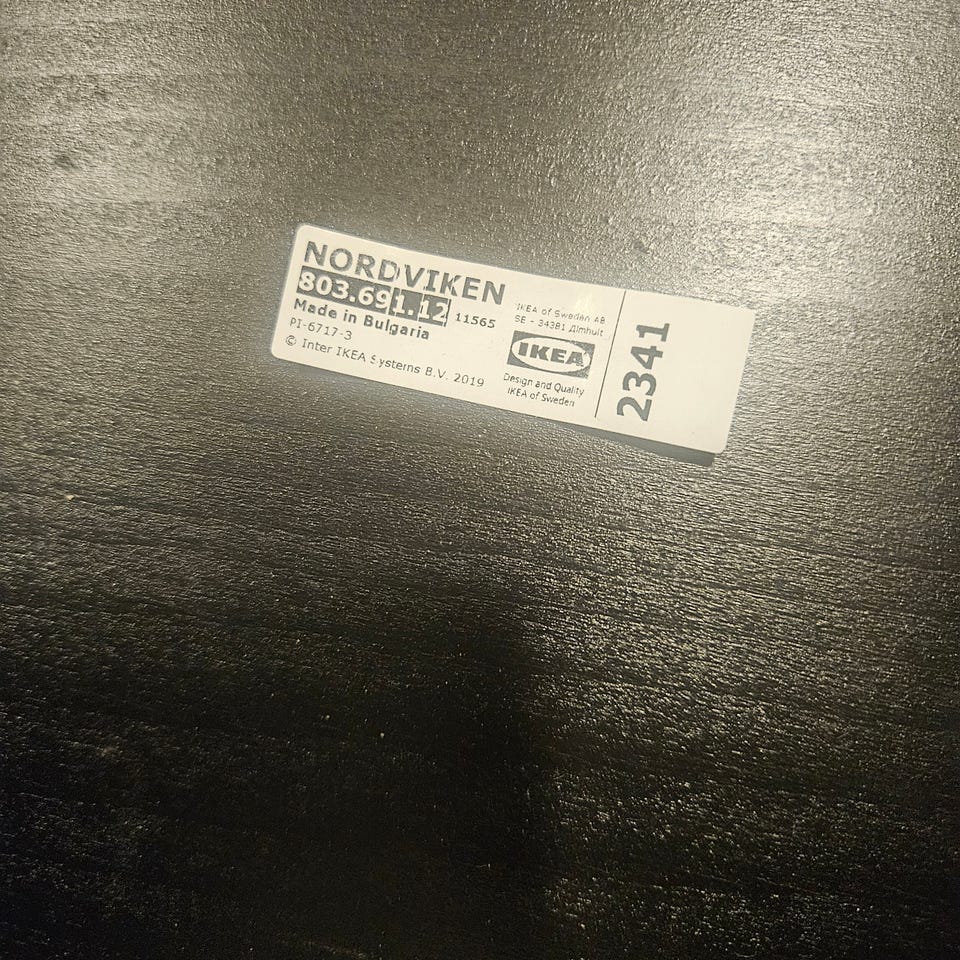 NORDVIKEN
803.691.12 11565
Made in Bulgaria
PI-6717-3
© Inter IKEA Systems B.V. 2019
IKEA of Sweden AB
SE - 34381 Älmhult
IKEA
Design and Quality
IKEA of Sweden
2341